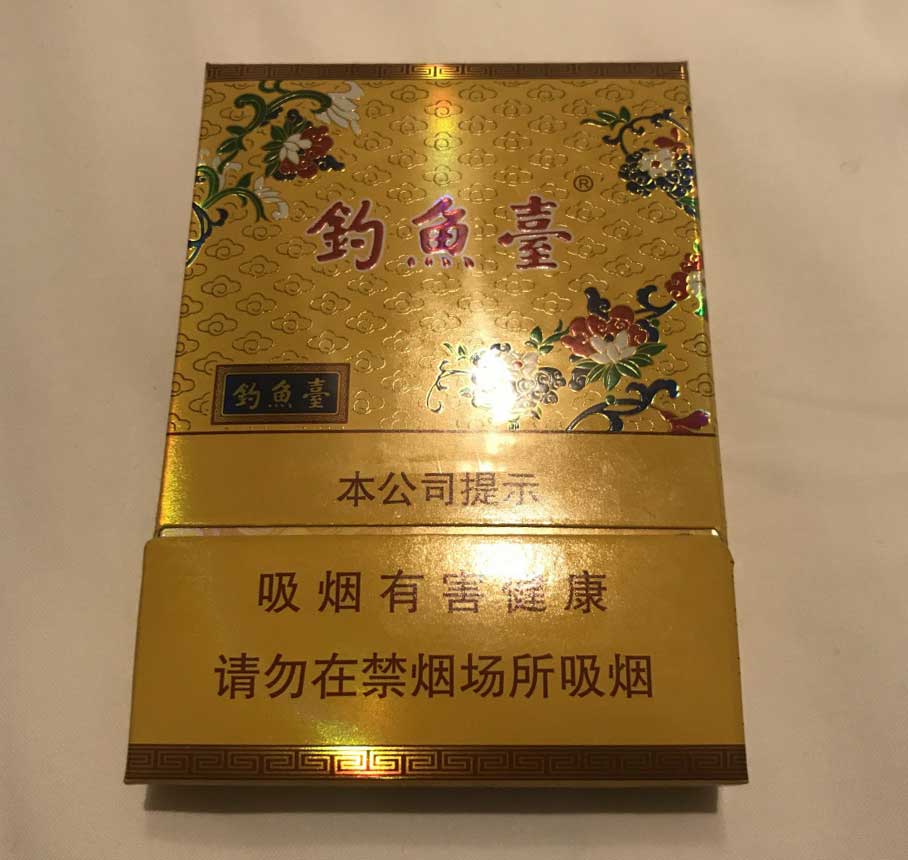 釣魚臺®
釣魚臺
本公司提示
吸烟有害健康
请勿在禁烟场所吸烟